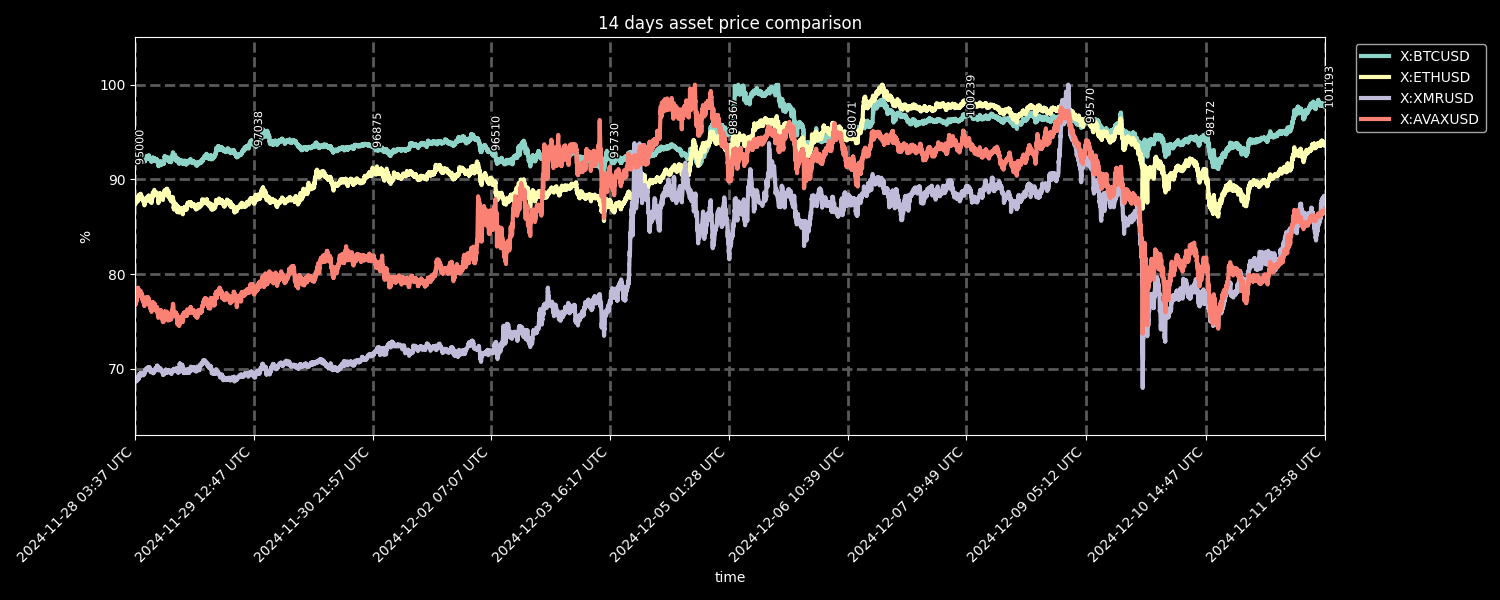 14 days asset price comparison
X:BTCUSD
X:ETHUSD
X:XMRUSD
X:AVAXUSD
100
90
80
70
%
95000
97038
96875
96510
95730
98367
98071
100239
99570
98172
101193
2024-11-28 03:37 UTC
2024-11-29 12:47 UTC
2024-11-30 21:57 UTC
2024-12-02 07:07 UTC
2024-12-03 16:17 UTC
2024-12-05 01:28 UTC
2024-12-06 10:39 UTC
2024-12-07 19:49 UTC
2024-12-09 05:12 UTC
2024-12-10 14:47 UTC
2024-12-11 23:58 UTC
time